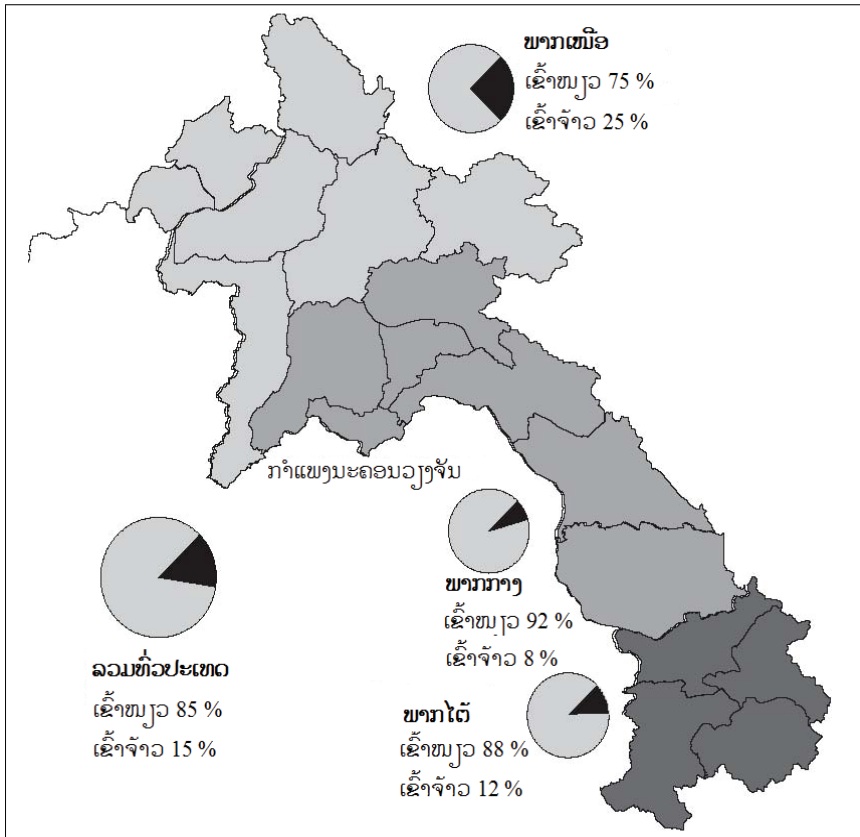 ພາກເໜືອ
ເຂົ້າໜຽວ 75 %
ເຂົ້າຈ້າວ 25 %
ກຳແພງນະຄອນວຽງຈັນ
ພາກກາງ
ເຂົ້າໜຽວ 92 %
ເຂົ້າຈ້າວ 8 %
ລວມທົ່ວປະເທດ
ເຂົ້າໜຽວ 85 %
ເຂົ້າຈ້າວ 15 %
ພາກໄຕ້
ເຂົ້າໜຽວ 88 %
ເຂົ້າຈ້າວ 12 %